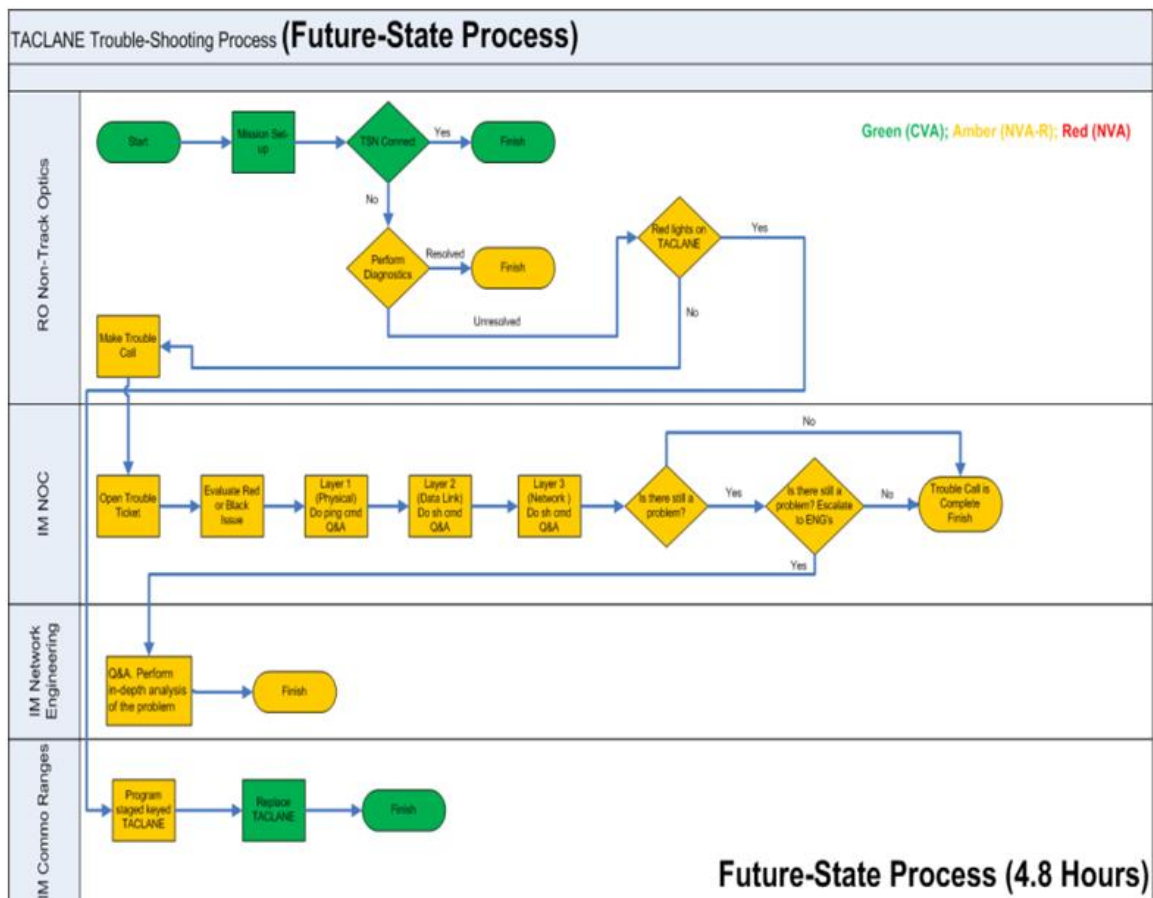 TACLANE Trouble-Shooting Process (Future-State Process)
RO Non-Track Optics
Green (CVA); Amber (NVA-R); Red (NVA)
Start
Mission Set-
up
TSN Connect
Yes
Finish
No
Perform
Diagnostics
Resolved
Finish
Unresolved
Red lights on
TACLANE
Yes
No
Make Trouble
Call
IM NOC
Open Trouble
Ticket
Evaluate Red
or Black
Issue
Layer 1
(Physical)
Do ping cmd
Q&A
Layer 2
(Data Link)
Do sh cmd
Q&A
Layer 3
(Network )
Do sh cmd
Q&A
Is there still a
problem?
No
Yes
Is there still a
problem? Escalate
to ENG's
No
Yes
Trouble Call is
Complete
Finish
IM Network
Engineering
Q&A. Perform
in-depth analysis
of the problem
Finish
IM Commo Ranges
Program
staged keyed
TACLANE
Replace
TACLANE
Finish
Future-State Process (4.8 Hours)